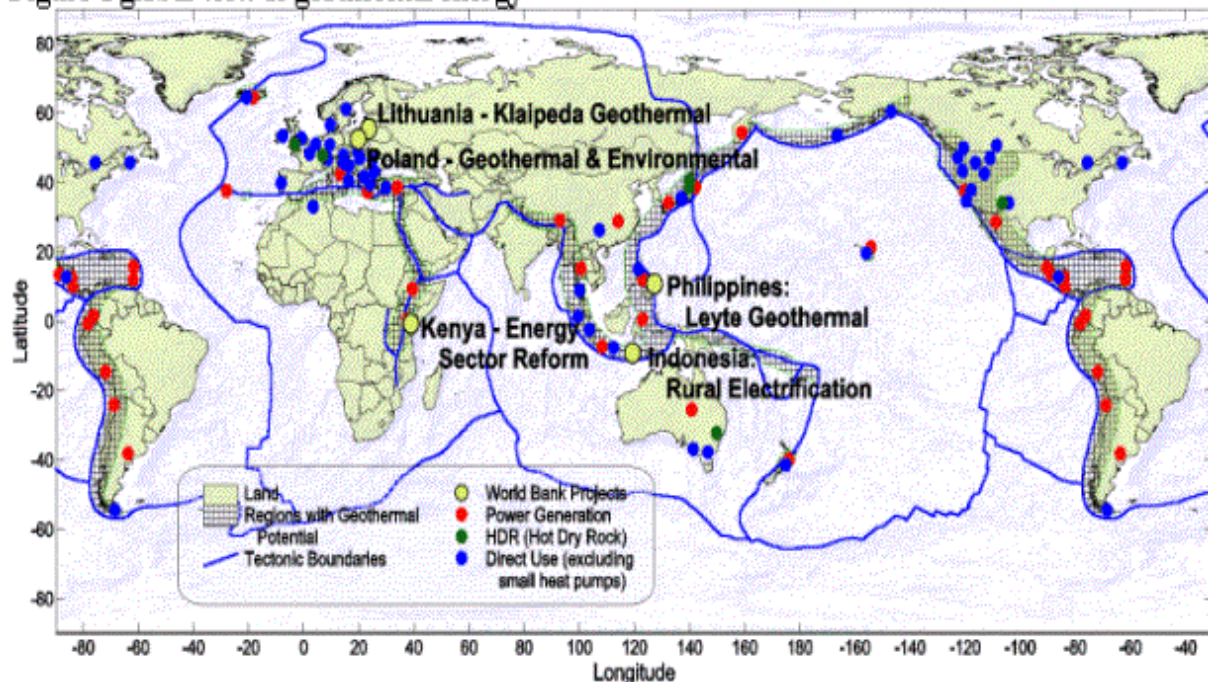 geothermal energy
Lithuania - Klaipeda Geothermal
Poland - Geothermal & Environmental
Philippines:
Leyte Geothermal
Kenya - Energy
Sector Reform
Indonesia:
Rural Electrification
Land
Regions with Geothermal
Potential
Tectonic Boundaries
World Bank Projects
Power Generation
HDR (Hot Dry Rock)
Direct Use (excluding
small heat pumps)
Latitude
80
60
40
20
0
-20
-40
-60
-80
-80 -60 -40 -20 0 20 40 60 80 100 120 140 160 180 -160 -140 -120 -100 -80 -60 -40
Longitude